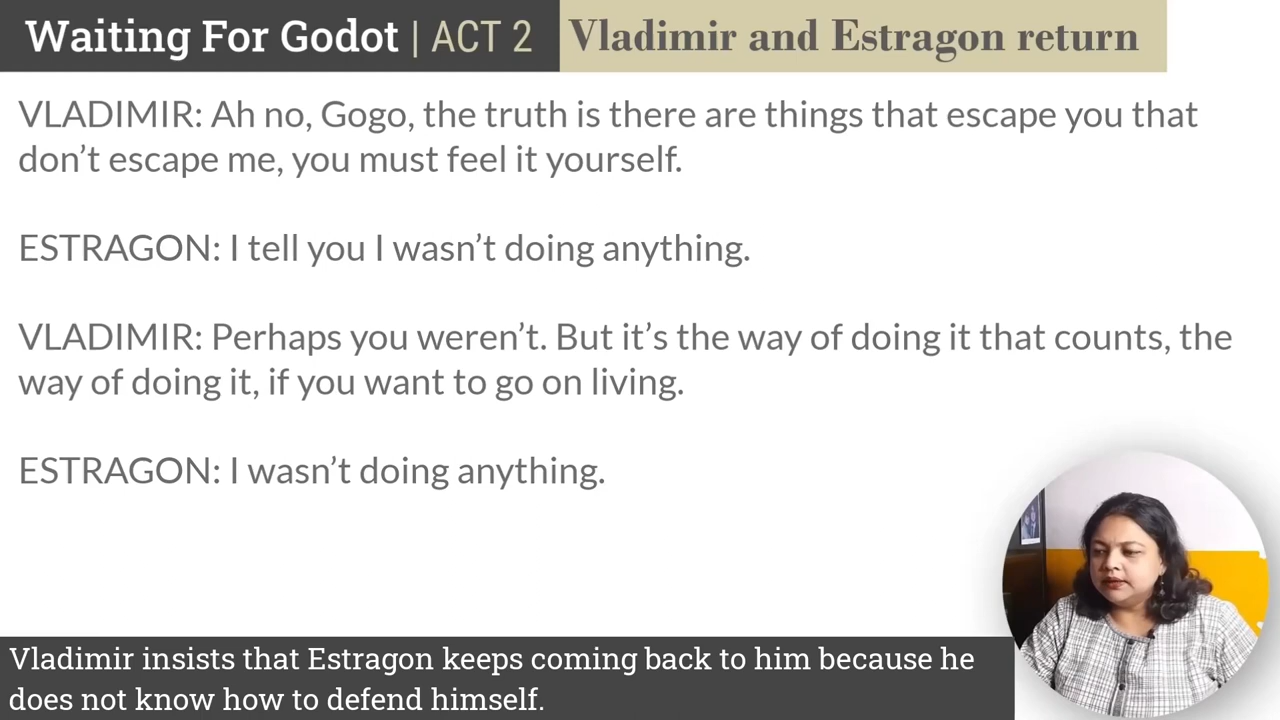 Waiting For Godot | ACT 2 Vladimir and Estragon return
VLADIMIR: Ah no, Gogo, the truth is there are things that escape you that
don’t escape me, you must feel it yourself.
ESTRAGON: I tell you I wasn’t doing anything.
VLADIMIR: Perhaps you weren’t. But it’s the way of doing it that counts, the
way of doing it, if you want to go on living.
ESTRAGON: I wasn’t doing anything.
Vladimir insists that Estragon keeps coming back to him because he
does not know how to defend himself.